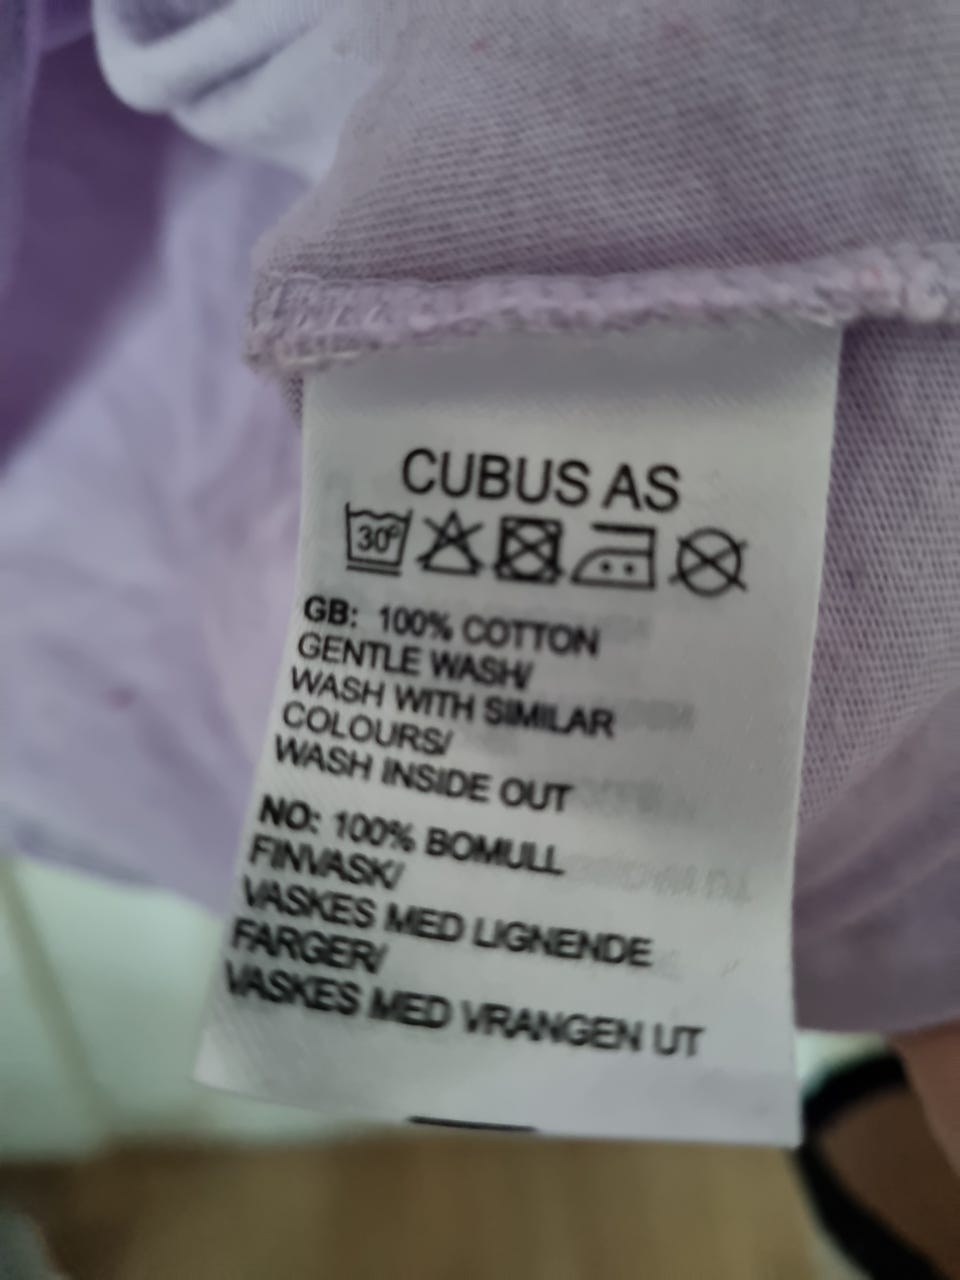 CUBUS AS
30º
GB: 100% COTTON
GENTLE WASH/
WASH WITH SIMILAR
COLOURS/
WASH INSIDE OUT
NO: 100% BOMULL
FINVASK/
VASKES MED LIGNENDE
FARGER/
VASKES MED VRANGEN UT